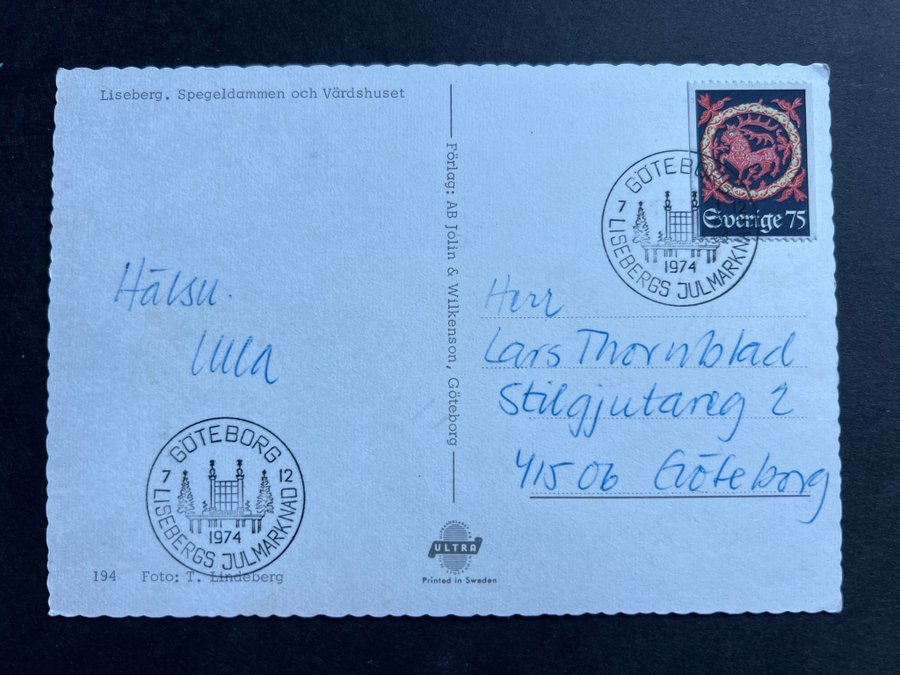 Liseberg. Spegeldammen och Värdshuset
Förlag: AB Jolin & Wilkenson, Göteborg
Sverige 75
GÖTEBORG
7 12
1974
LISEBERGS JULMARKNAD
Hälsn.
Ulla
Herr
Lars Thornblad
Stilgjutareg 2
415 06 Göteborg
GÖTEBORG
7 12
1974
LISEBERGS JULMARKNAD
194 Foto: T. Lindeberg
ULTRA
Printed in Sweden